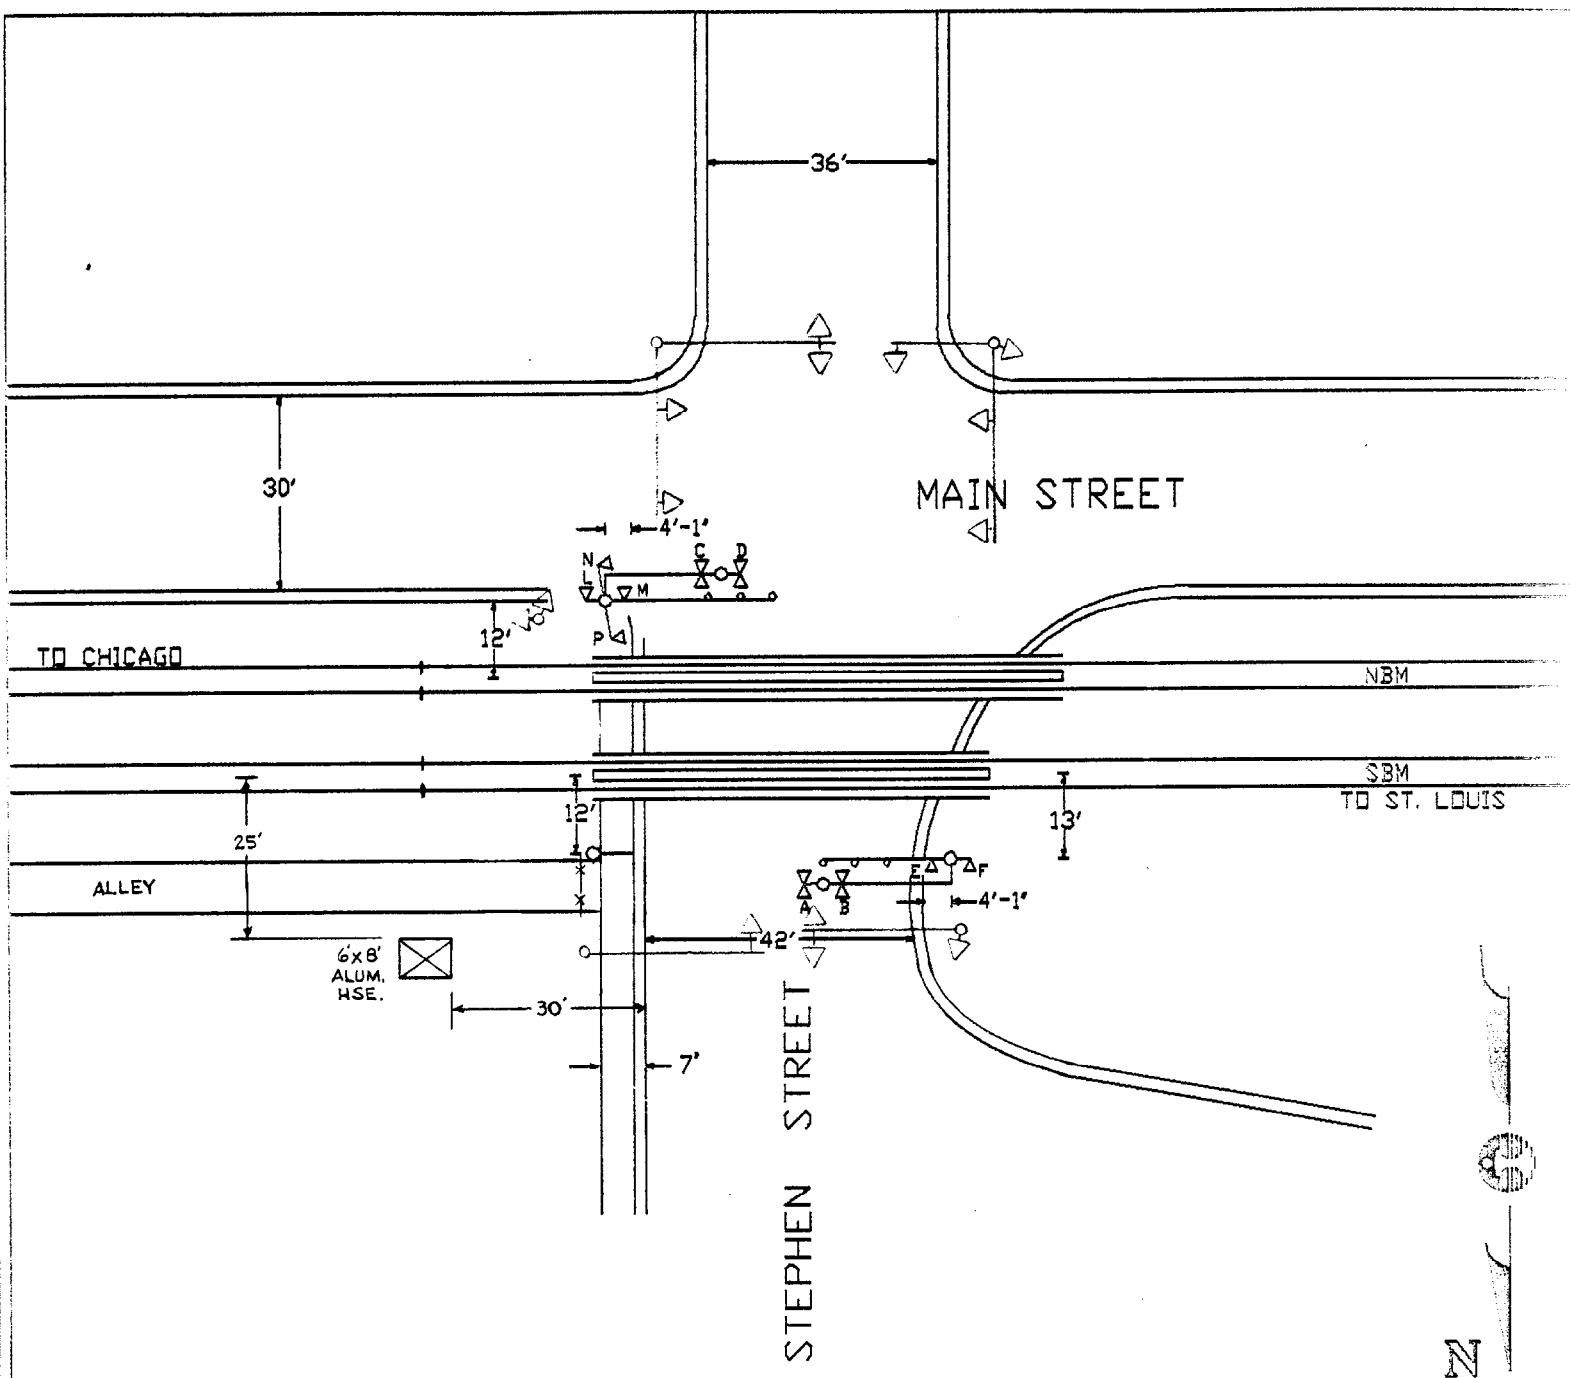 36'
30'
MAIN STREET
4'-1"
N
C
D
L
M
12'
P
TO CHICAGO
NBM
SBM
TO ST. LOUIS
12'
13'
25'
ALLEY
E
F
A
B
4'-1"
42'
6'x8'
ALUM.
HSE.
30'
7'
STEPHEN STREET
N